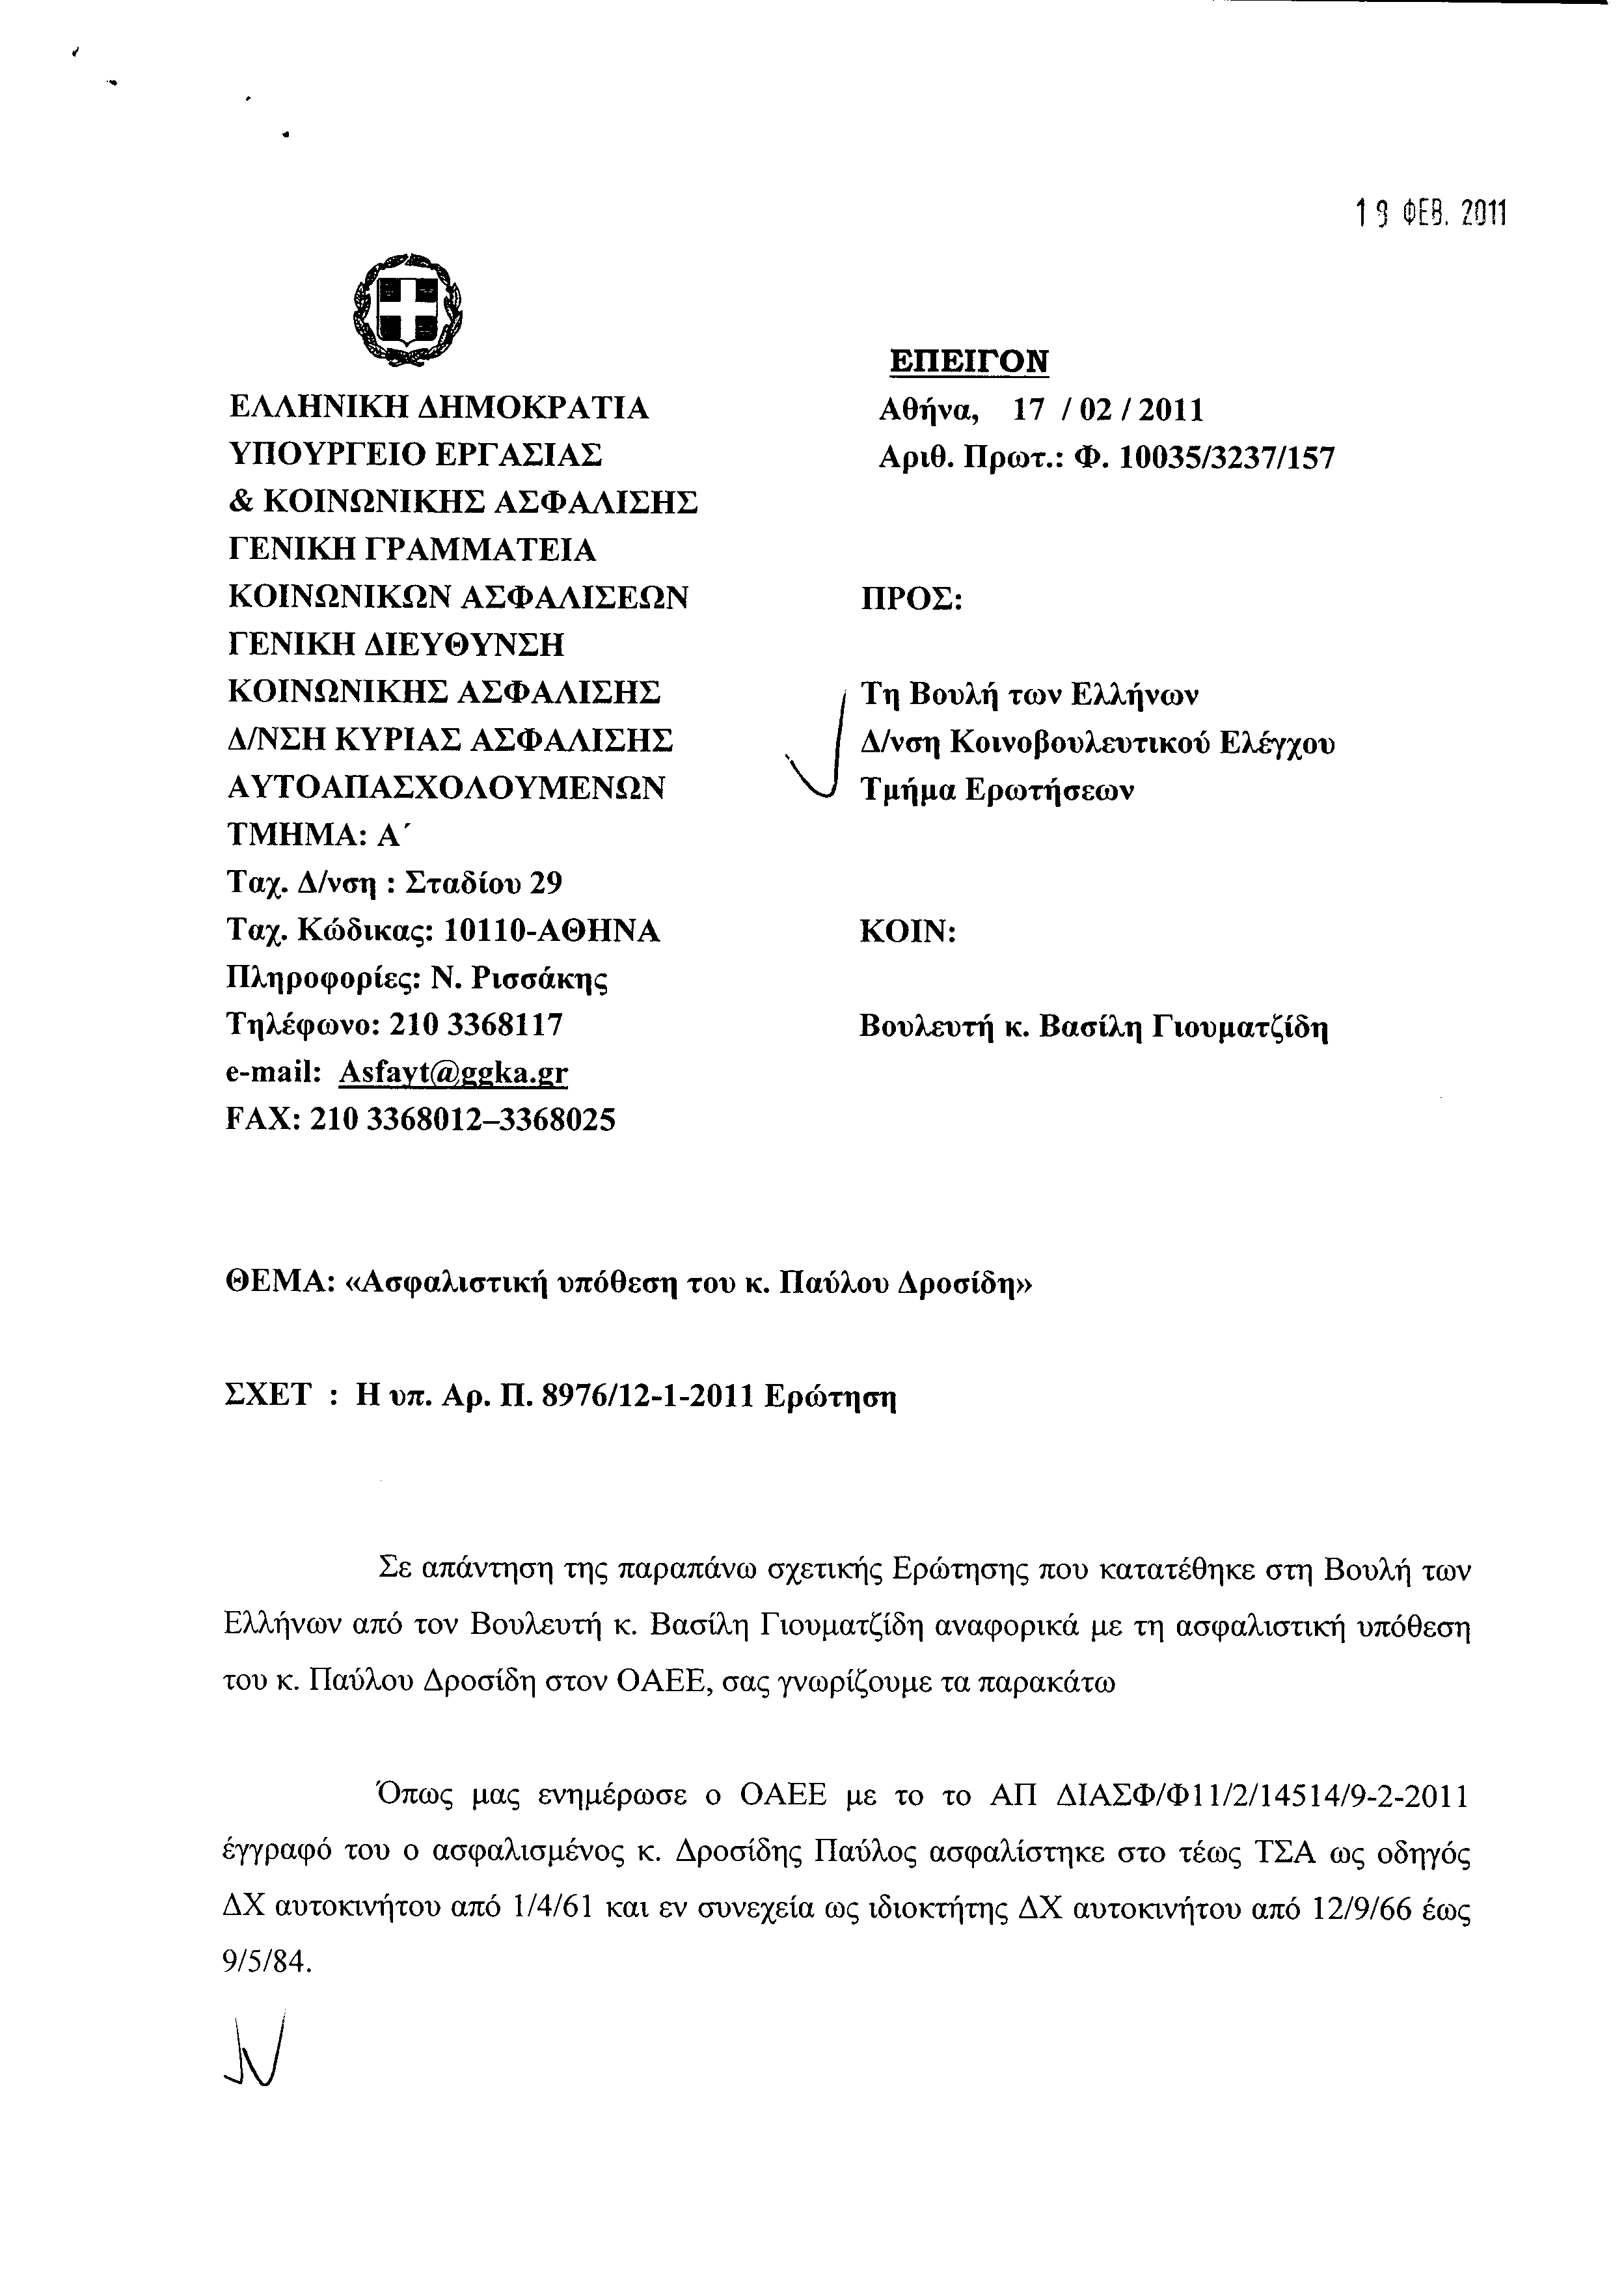 19 ΦΕΒ. 2011
ΕΛΛΗΝΙΚΗ ΔΗΜΟΚΡΑΤΙΑ
ΥΠΟΥΡΓΕΙΟ ΕΡΓΑΣΙΑΣ
& ΚΟΙΝΩΝΙΚΗΣ ΑΣΦΑΛΙΣΗΣ
ΓΕΝΙΚΗ ΓΡΑΜΜΑΤΕΙΑ
ΚΟΙΝΩΝΙΚΩΝ ΑΣΦΑΛΙΣΕΩΝ
ΓΕΝΙΚΗ ΔΙΕΥΘΥΝΣΗ
ΚΟΙΝΩΝΙΚΗΣ ΑΣΦΑΛΙΣΗΣ
Δ/ΝΣΗ ΚΥΡΙΑΣ ΑΣΦΑΛΙΣΗΣ
ΑΥΤΟΑΠΑΣΧΟΛΟΥΜΕΝΩΝ
ΤΜΗΜΑ: Α΄
Ταχ. Δ/νση : Σταδίου 29
Ταχ. Κώδικας: 10110-ΑΘΗΝΑ
Πληροφορίες: Ν. Ρισσάκης
Τηλέφωνο: 210 3368117
e-mail: Asfayt@ggka.gr
FAX: 210 3368012–3368025
ΕΠΕΙΓΟΝ
Αθήνα, 17 / 02 / 2011
Αριθ. Πρωτ.: Φ. 10035/3237/157
ΠΡΟΣ:
Τη Βουλή των Ελλήνων
Δ/νση Κοινοβουλευτικού Ελέγχου
Τμήμα Ερωτήσεων
ΚΟΙΝ:
Βουλευτή κ. Βασίλη Γιουματζίδη
ΘΕΜΑ: «Ασφαλιστική υπόθεση του κ. Παύλου Δροσίδη»
ΣΧΕΤ : Η υπ. Αρ. Π. 8976/12-1-2011 Ερώτηση
Σε απάντηση της παραπάνω σχετικής Ερώτησης που κατατέθηκε στη Βουλή των
Ελλήνων από τον Βουλευτή κ. Βασίλη Γιουματζίδη αναφορικά με τη ασφαλιστική υπόθεση
του κ. Παύλου Δροσίδη στον ΟΑΕΕ, σας γνωρίζουμε τα παρακάτω
Όπως μας ενημέρωσε ο ΟΑΕΕ με το το ΑΠ ΔΙΑΣΦ/Φ11/2/14514/9-2-2011
έγγραφό του ο ασφαλισμένος κ. Δροσίδης Παύλος ασφαλίστηκε στο τέως ΤΣΑ ως οδηγός
ΔΧ αυτοκινήτου από 1/4/61 και εν συνεχεία ως ιδιοκτήτης ΔΧ αυτοκινήτου από 12/9/66 έως
9/5/84.